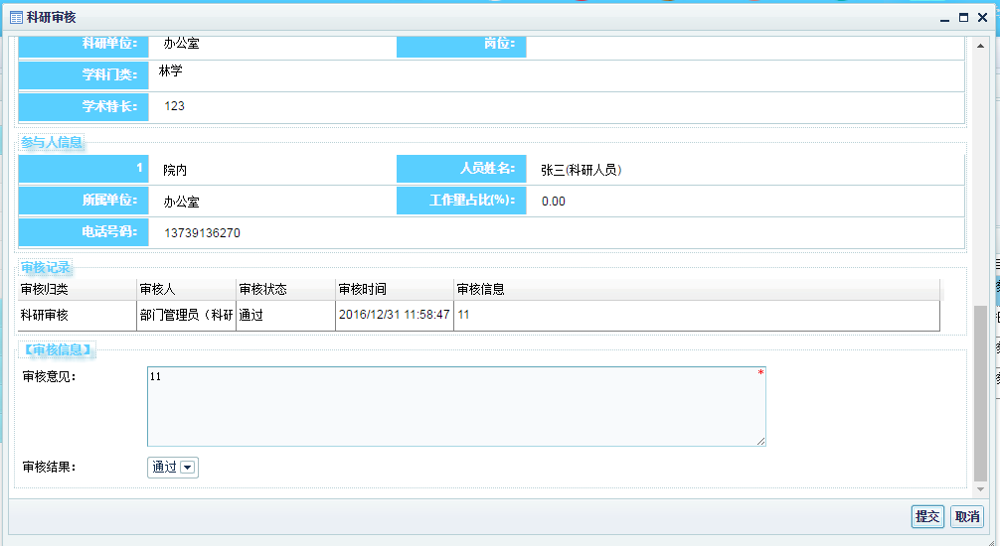 科研审核
科研单位: 办公室 岗位:
学科门类: 林学
学术特长: 123
参与人信息
1 院内 人员姓名: 张三(科研人员)
所属单位: 办公室 工作量占比(%): 0.00
电话号码: 13739136270
审核记录
审核归类 审核人 审核状态 审核时间 审核信息
科研审核 部门管理员（科研 通过 2016/12/31 11:58:47 11
【审核信息】
审核意见: 11 *
审核结果: 通过
提交 取消